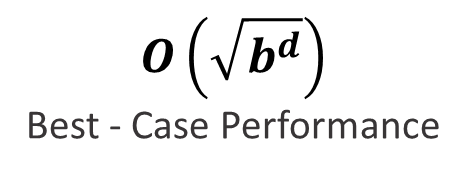 O(√b^d)
Best - Case Performance